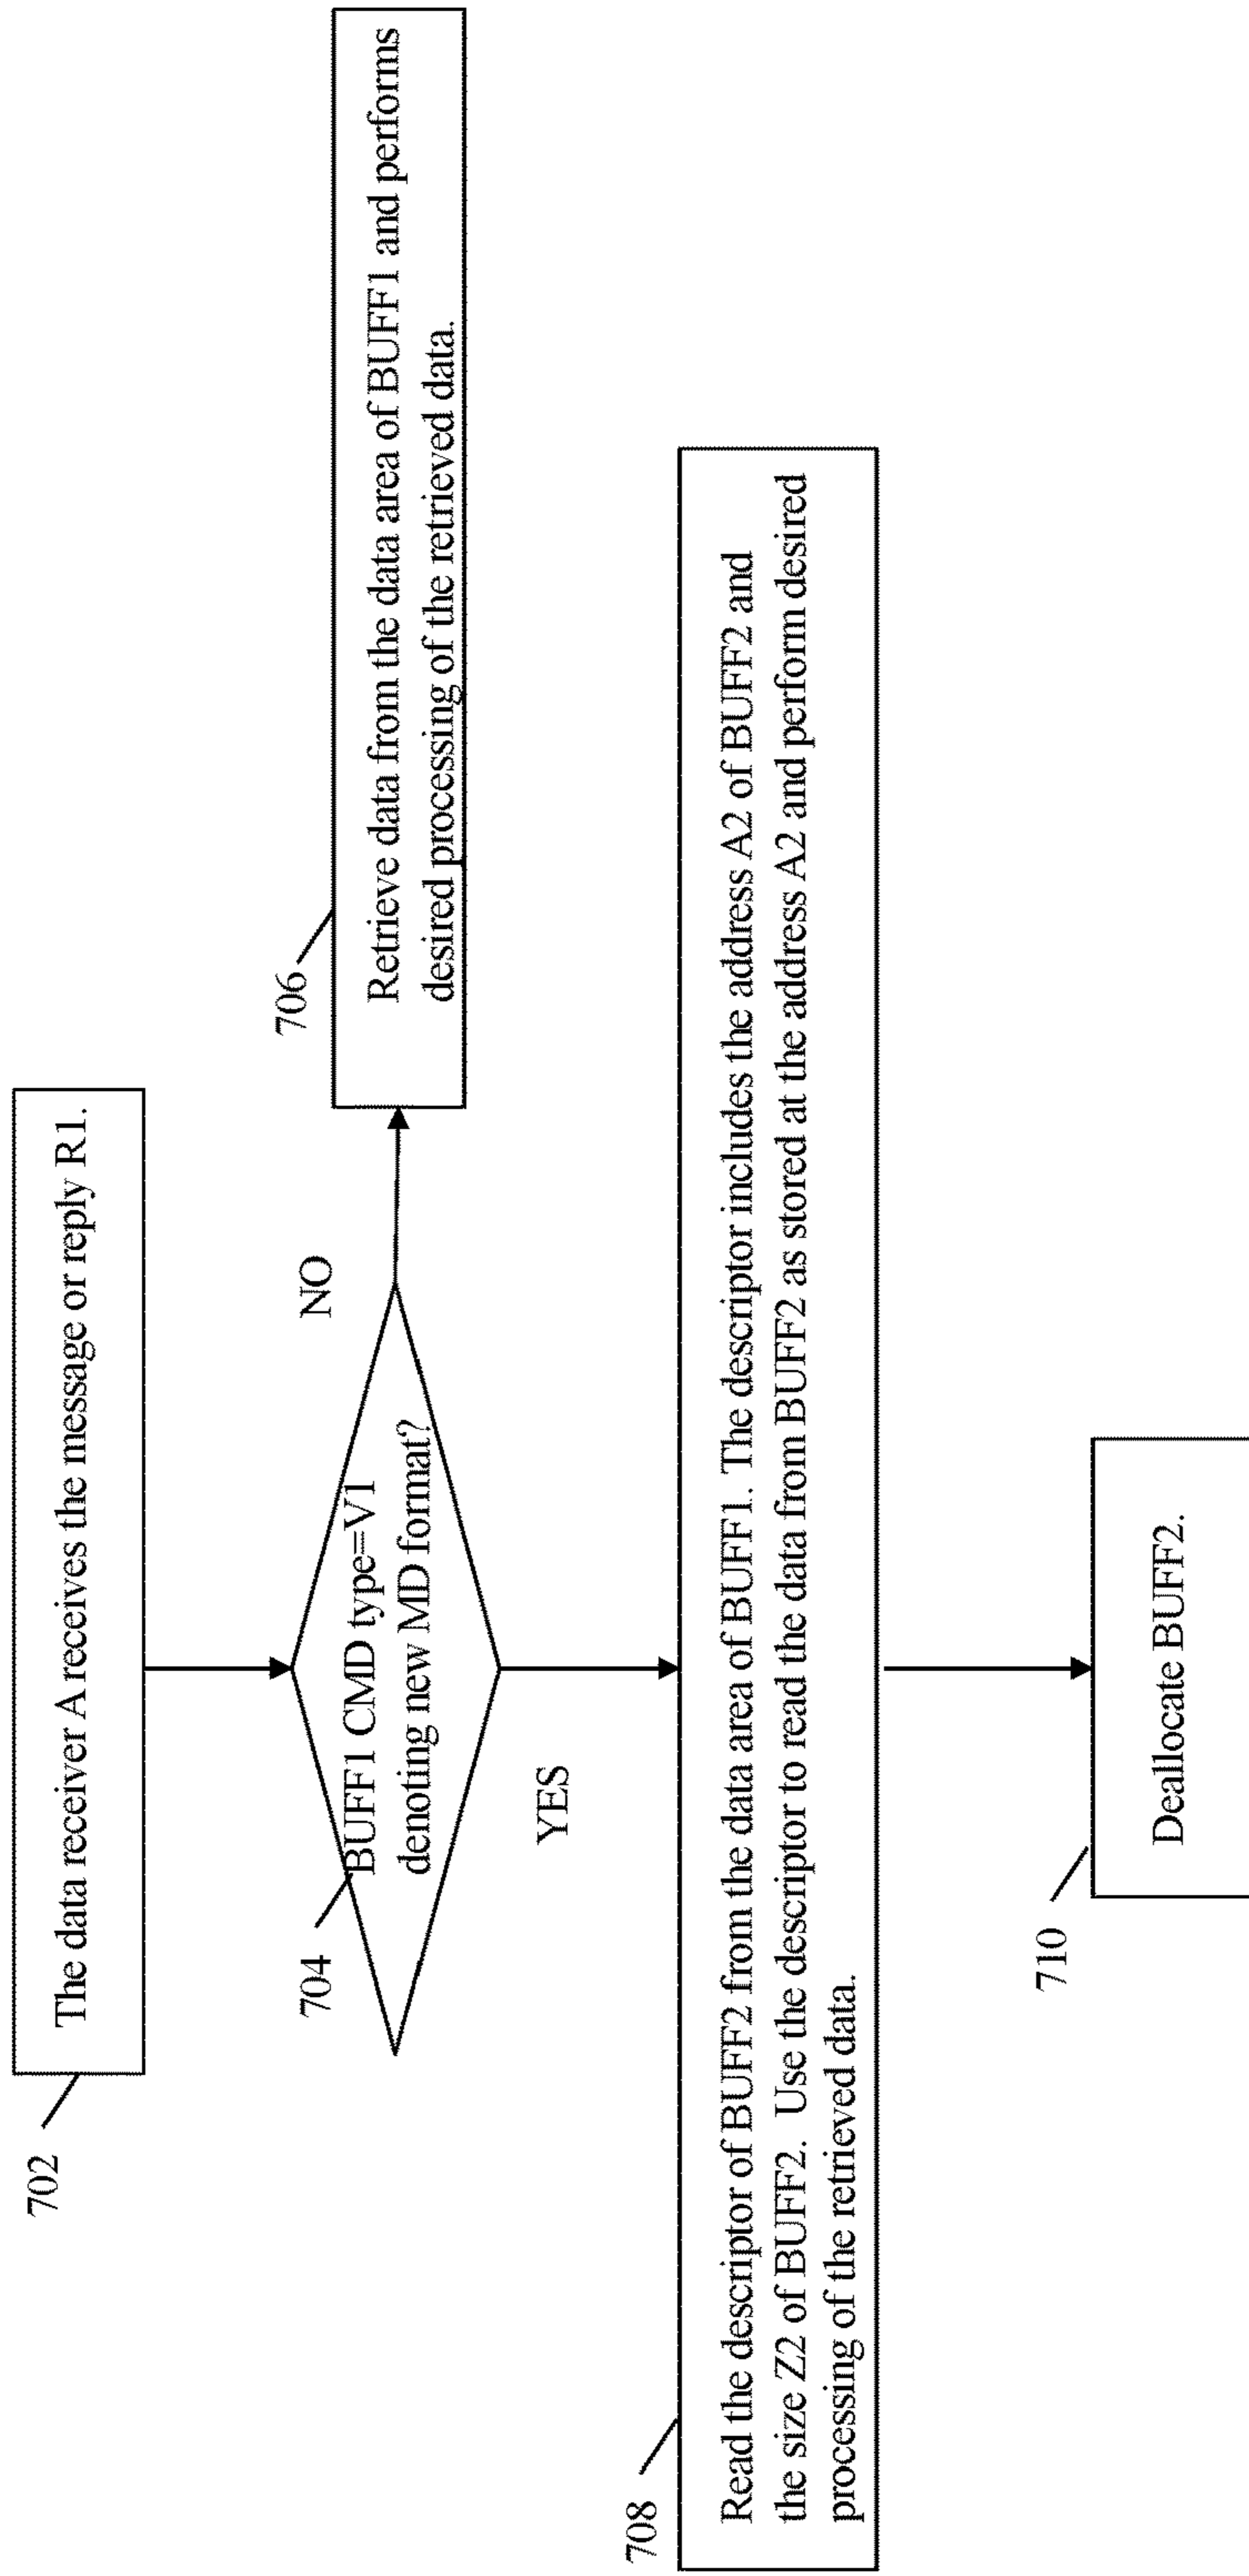 702
The data receiver A receives the message or reply R1.
704
BUFF1 CMD type=V1
denoting new MD format?
NO
706
Retrieve data from the data area of BUFF1 and performs
desired processing of the retrieved data.
YES
708
Read the descriptor of BUFF2 from the data area of BUFF1. The descriptor includes the address A2 of BUFF2 and
the size Z2 of BUFF2. Use the descriptor to read the data from BUFF2 as stored at the address A2 and perform desired
processing of the retrieved data.
710
Deallocate BUFF2.